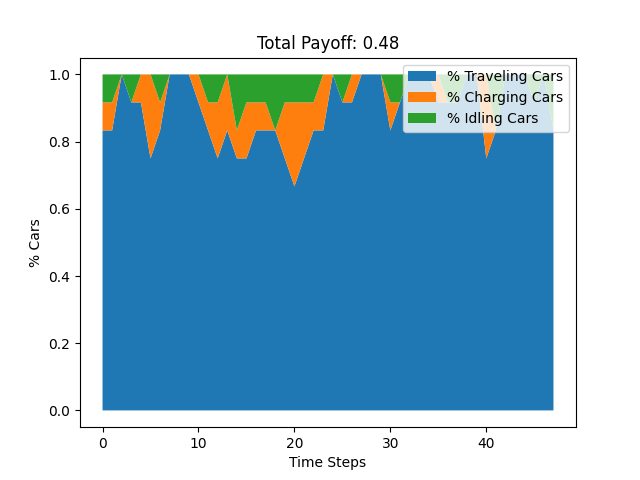 Total Payoff: 0.48
% Traveling Cars
% Charging Cars
% Idling Cars
1.0
0.8
0.6
0.4
0.2
0.0
% Cars
0 10 20 30 40
Time Steps